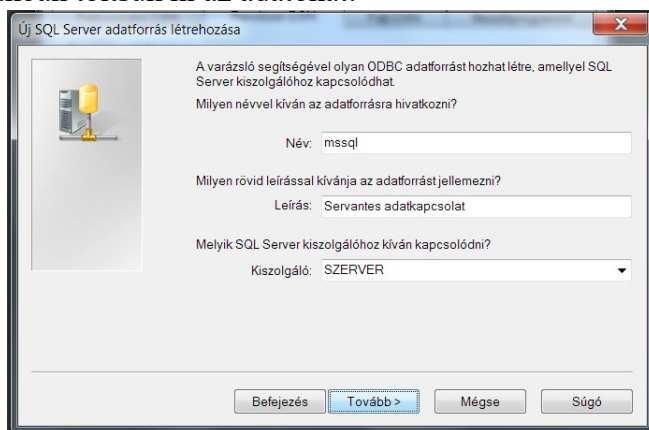 Új SQL Server adatforrás létrehozása
A varázsló segítségével olyan ODBC adatforrást hozhat létre, amellyel SQL
Server kiszolgálóhoz kapcsolódhat.
Milyen névvel kíván az adatforrásra hivatkozni?
Név: mssql
Milyen rövid leírással kívánja az adatforrást jellemezni?
Leírás: Servantes adatkapcsolat
Melyik SQL Server kiszolgálóhoz kíván kapcsolódni?
Kiszolgáló: SZERVER
Befejezés Tovább > Mégse Súgó